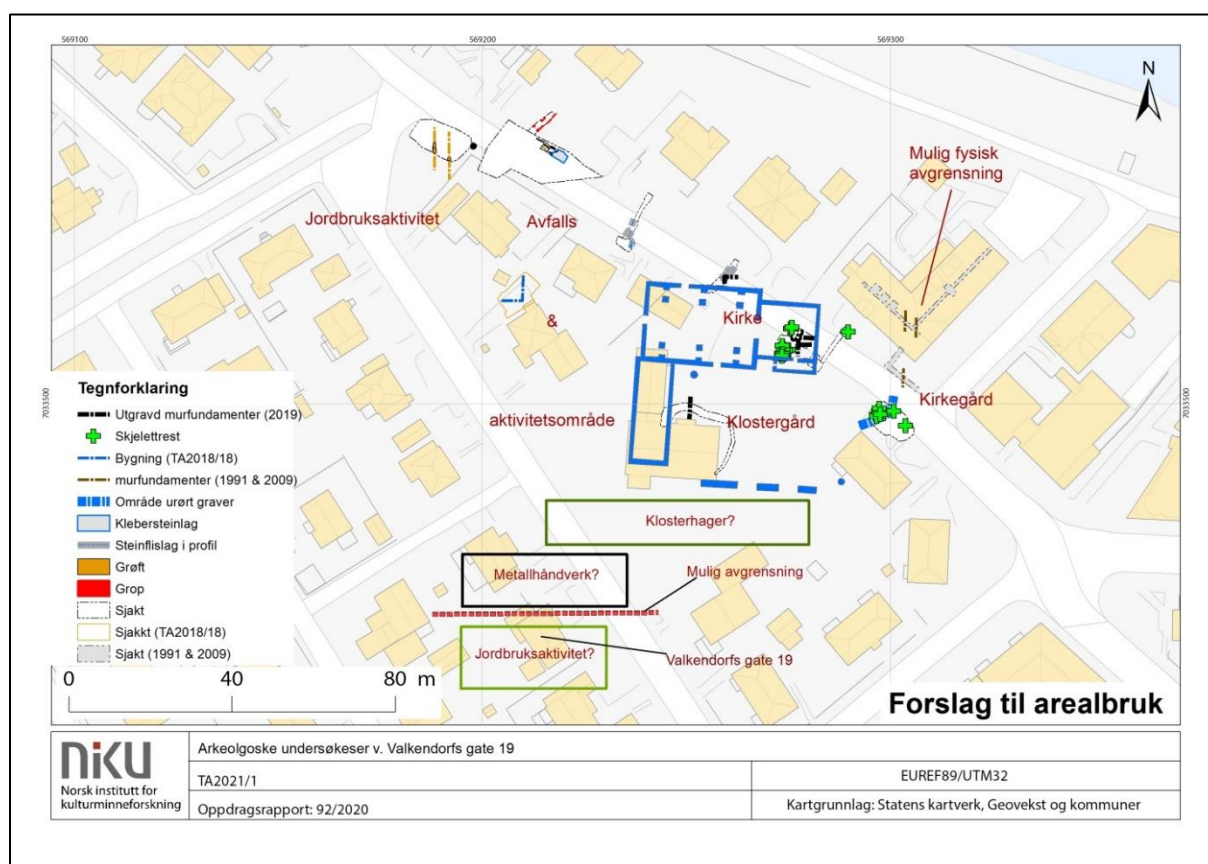 569100
569200
569300
N
Mulig fysisk
avgrensning
Jordbruksaktivitet
Avfalls
&
Kirke
7033500
7033500
Kirkegård
aktivitetsområde
Klostergård
Tegnforklaring
Utgravd murfundamenter (2019)
Skjelettrest
Bygning (TA2018/18)
murfundamenter (1991 & 2009)
Område urørt graver
Klebersteinlag
Steinflislag i profil
Grøft
Grop
Sjakt
Sjakkt (TA2018/18)
Sjakt (1991 & 2009)
0 40 80 m
Klosterhager?
Metallhåndverk?
Mulig avgrensning
Jordbruksaktivitet?
Valkendorfs gate 19
Forslag til arealbruk
niku
Norsk institutt for
kulturminneforskning
Arkeolgoske undersøkeser v. Valkendorfs gate 19
TA2021/1
Oppdragsrapport: 92/2020
EUREF89/UTM32
Kartgrunnlag: Statens kartverk, Geovekst og kommuner